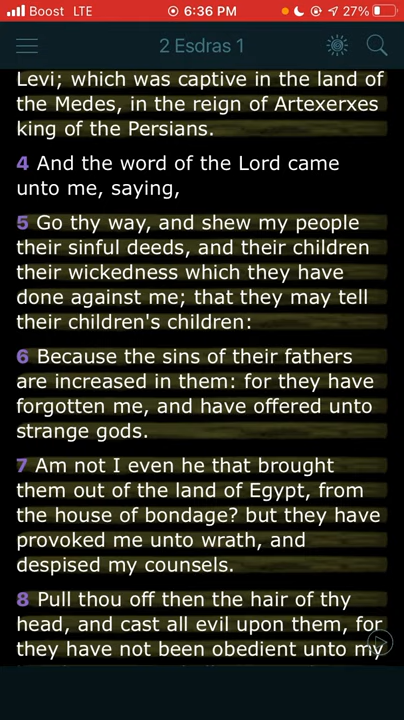 Boost LTE 6:36 PM 27%
2 Esdras 1
Levi; which was captive in the land of
the Medes, in the reign of Artexerxes
king of the Persians.
4 And the word of the Lord came
unto me, saying,
5 Go thy way, and shew my people
their sinful deeds, and their children
their wickedness which they have
done against me; that they may tell
their children's children:
6 Because the sins of their fathers
are increased in them: for they have
forgotten me, and have offered unto
strange gods.
7 Am not I even he that brought
them out of the land of Egypt, from
the house of bondage? but they have
provoked me unto wrath, and
despised my counsels.
8 Pull thou off then the hair of thy
head, and cast all evil upon them, for
they have not been obedient unto my